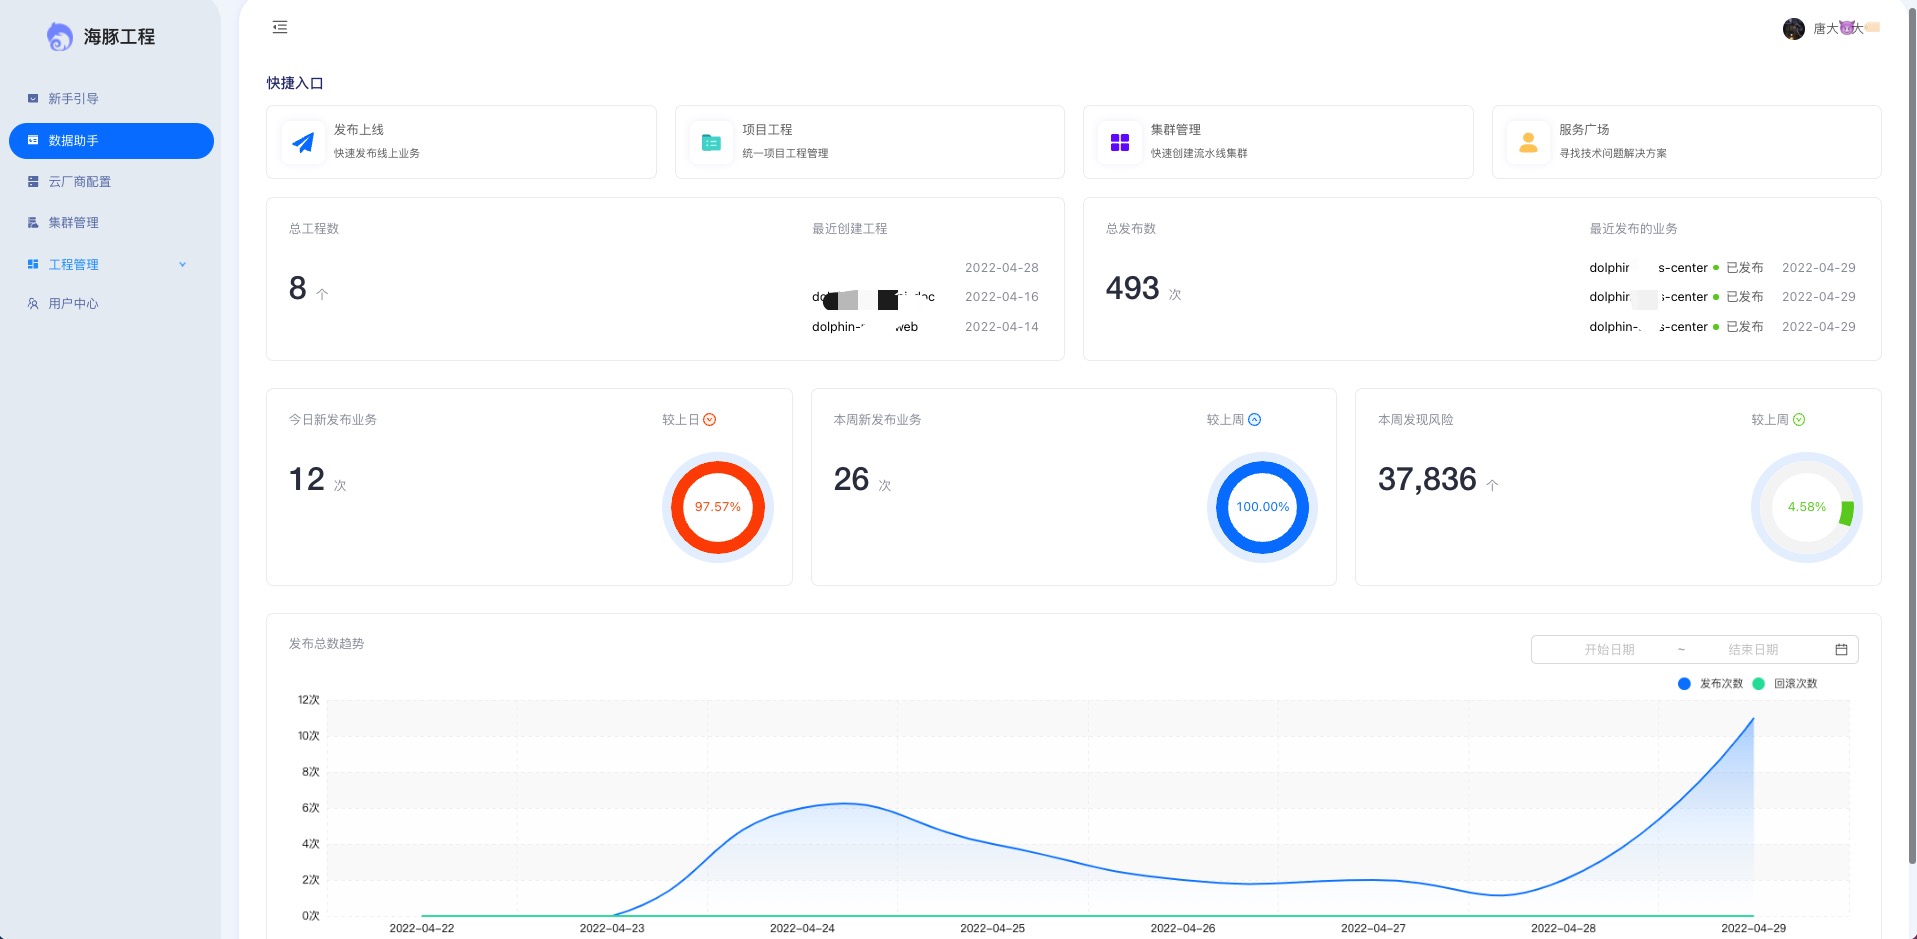 海豚工程
新手引导
数据助手
云厂商配置
集群管理
工程管理
用户中心
唐大 大
快捷入口
发布上线
快速发布线上业务
项目工程
统一项目工程管理
集群管理
快速创建流水线集群
服务广场
寻找技术问题解决方案
总工程数
8 个
最近创建工程
2022-04-28
2022-04-16
dolphin- web 2022-04-14
总发布数
493 次
最近发布的业务
s-center 已发布 2022-04-29
s-center 已发布 2022-04-29
dolphin- s-center 已发布 2022-04-29
今日新发布业务
12 次
较上日
97.57%
本周新发布业务
26 次
较上周
100.00%
本周发现风险
37,836 个
较上周
4.58%
发布总数趋势
开始日期 ~ 结束日期
发布次数 回滚次数
12次
10次
8次
6次
4次
2次
0次
2022-04-22 2022-04-23 2022-04-24 2022-04-25 2022-04-26 2022-04-27 2022-04-28 2022-04-29